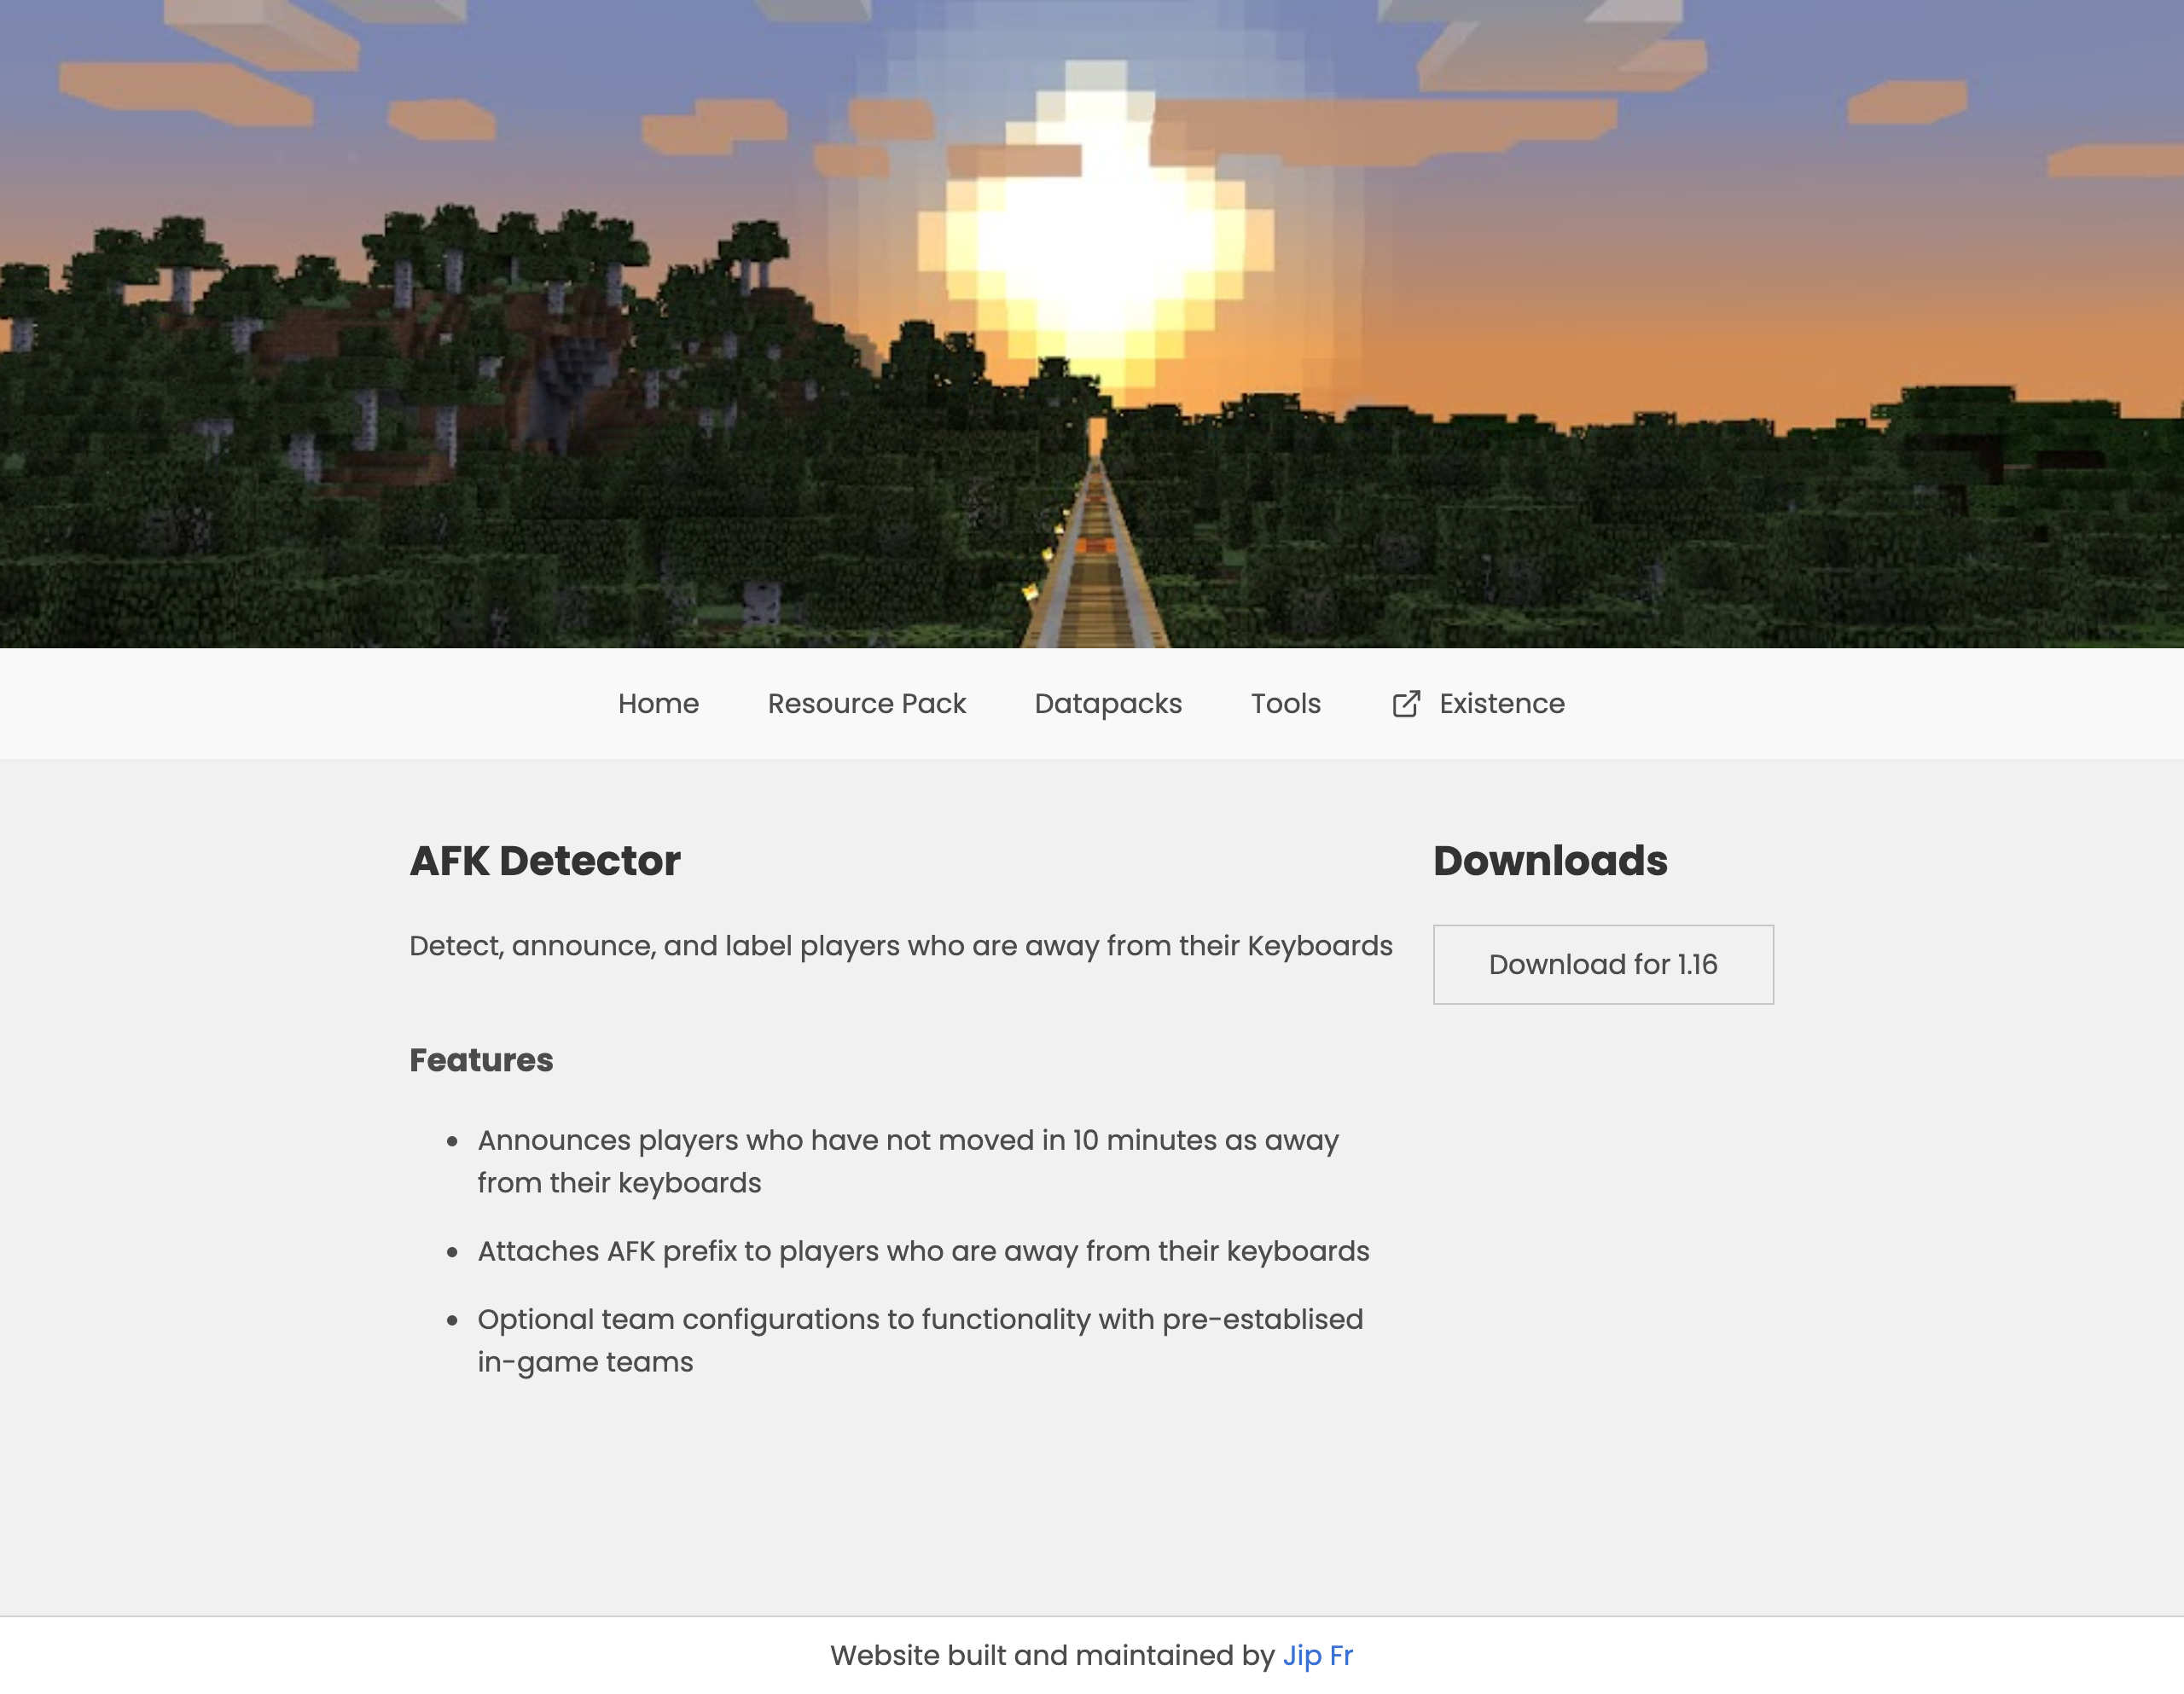 Home Resource Pack Datapacks Tools Existence
AFK Detector
Detect, announce, and label players who are away from their Keyboards
Features
Announces players who have not moved in 10 minutes as away
from their keyboards
Attaches AFK prefix to players who are away from their keyboards
Optional team configurations to functionality with pre-establised
in-game teams
Downloads
Download for 1.16
Website built and maintained by Jip Fr